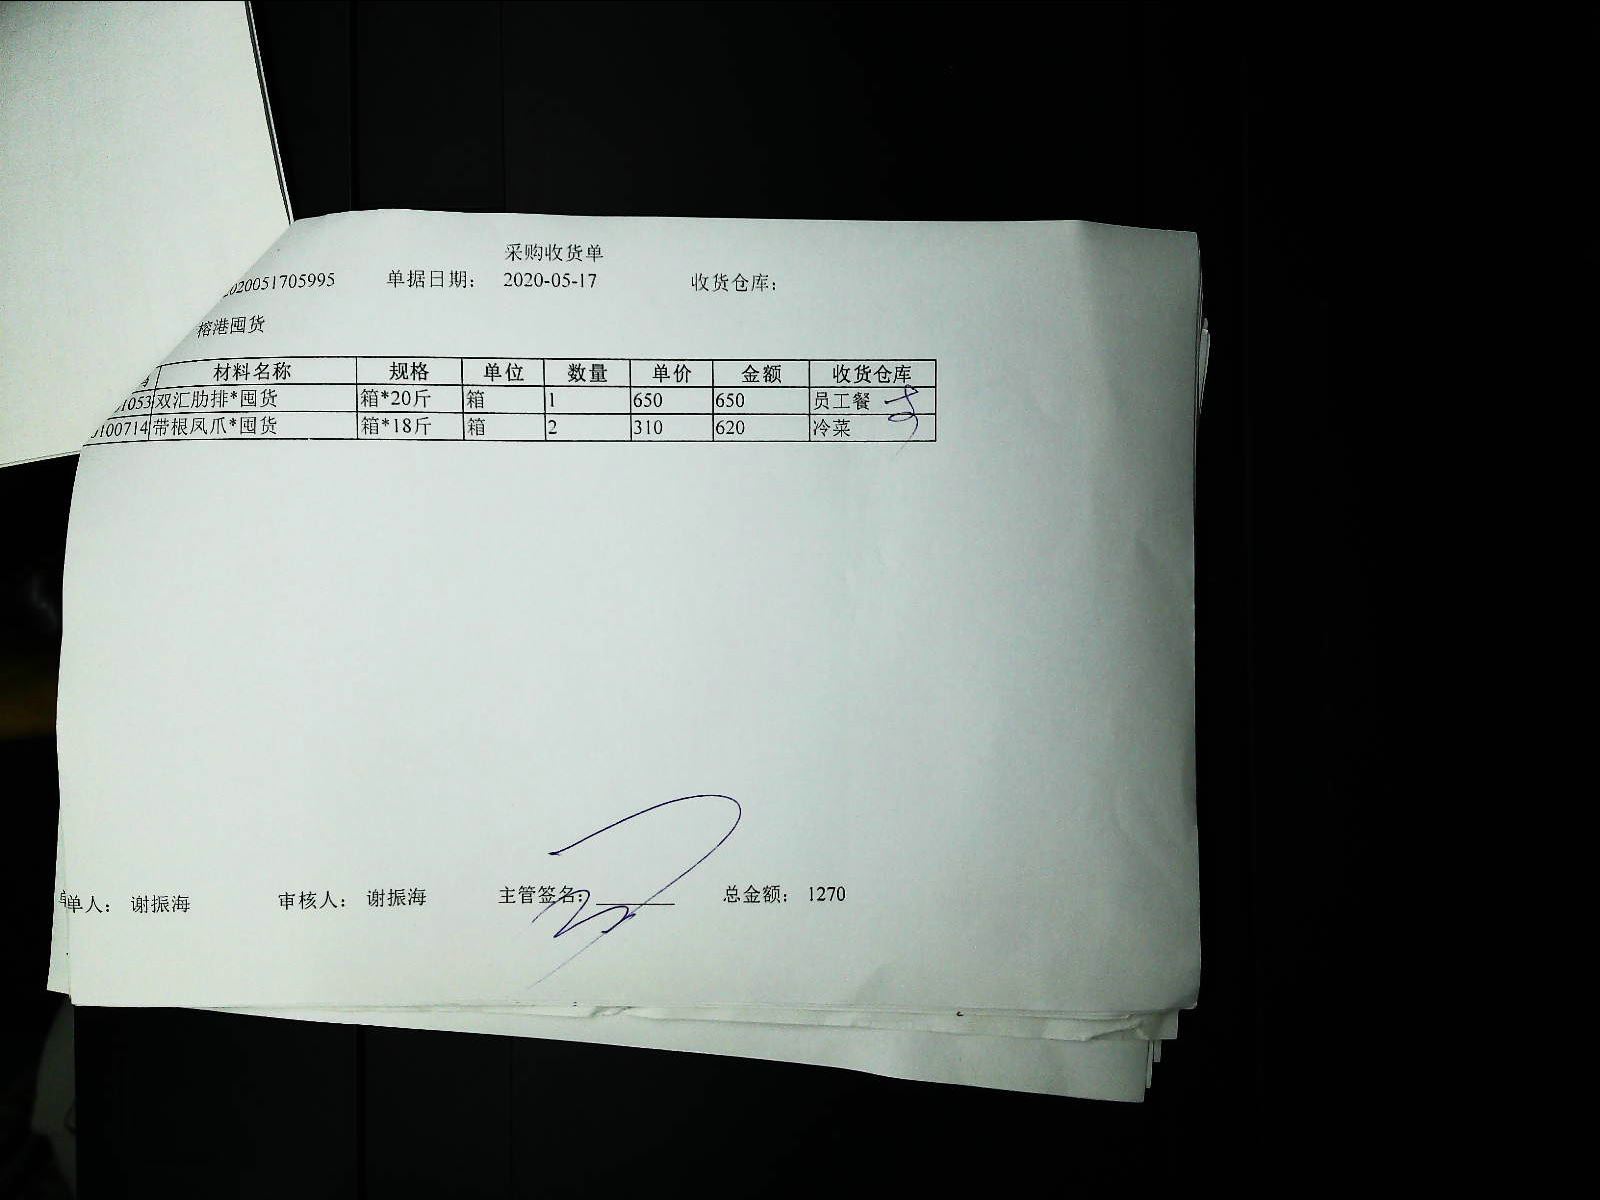 采购收货单
2020051705995 单据日期： 2020-05-17 收货仓库：
榕港囤货
材料名称 规格 单位 数量 单价 金额 收货仓库
1053 双汇肋排*囤货 箱*20斤 箱 1 650 650 员工餐
100714 带根凤爪*囤货 箱*18斤 箱 2 310 620 冷菜
单人： 谢振海 审核人： 谢振海 主管签名： 总金额： 1270